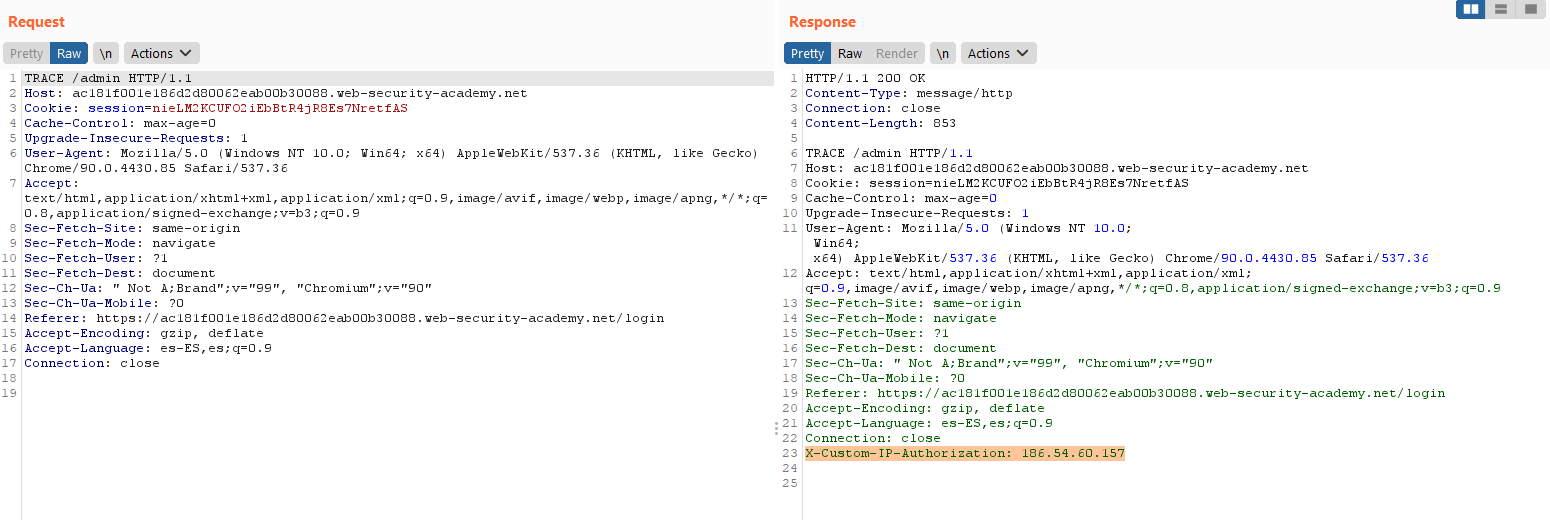 Request
Pretty Raw \n Actions
1 TRACE /admin HTTP/1.1
2 Host: ac181f001e186d2d80062eab00b30088.web-security-academy.net
3 Cookie: session=nieLM2KCUFO2iEbBtR4jR8Es7NretfAS
4 Cache-Control: max-age=0
5 Upgrade-Insecure-Requests: 1
6 User-Agent: Mozilla/5.0 (Windows NT 10.0; Win64; x64) AppleWebKit/537.36 (KHTML, like Gecko)
Chrome/90.0.4430.85 Safari/537.36
7 Accept:
text/html,application/xhtml+xml,application/xml;q=0.9,image/avif,image/webp,image/apng,*/*;q=
0.8,application/signed-exchange;v=b3;q=0.9
8 Sec-Fetch-Site: same-origin
9 Sec-Fetch-Mode: navigate
10 Sec-Fetch-User: ?1
11 Sec-Fetch-Dest: document
12 Sec-Ch-Ua: " Not A;Brand";v="99", "Chromium";v="90"
13 Sec-Ch-Ua-Mobile: ?0
14 Referer: https://ac181f001e186d2d80062eab00b30088.web-security-academy.net/login
15 Accept-Encoding: gzip, deflate
16 Accept-Language: es-ES,es;q=0.9
17 Connection: close
18
19
Response
Pretty Raw Render \n Actions
1 HTTP/1.1 200 OK
2 Content-Type: message/http
3 Connection: close
4 Content-Length: 853
5
6 TRACE /admin HTTP/1.1
7 Host: ac181f001e186d2d80062eab00b30088.web-security-academy.net
8 Cookie: session=nieLM2KCUFO2iEbBtR4jR8Es7NretfAS
9 Cache-Control: max-age=0
10 Upgrade-Insecure-Requests: 1
11 User-Agent: Mozilla/5.0 (Windows NT 10.0;
Win64;
x64) AppleWebKit/537.36 (KHTML, like Gecko) Chrome/90.0.4430.85 Safari/537.36
12 Accept: text/html,application/xhtml+xml,application/xml;
q=0.9,image/avif,image/webp,image/apng,*/*;q=0.8,application/signed-exchange;v=b3;q=0.9
13 Sec-Fetch-Site: same-origin
14 Sec-Fetch-Mode: navigate
15 Sec-Fetch-User: ?1
16 Sec-Fetch-Dest: document
17 Sec-Ch-Ua: " Not A;Brand";v="99", "Chromium";v="90"
18 Sec-Ch-Ua-Mobile: ?0
19 Referer: https://ac181f001e186d2d80062eab00b30088.web-security-academy.net/login
20 Accept-Encoding: gzip, deflate
21 Accept-Language: es-ES,es;q=0.9
22 Connection: close
23 X-Custom-IP-Authorization: 186.54.60.157
24
25